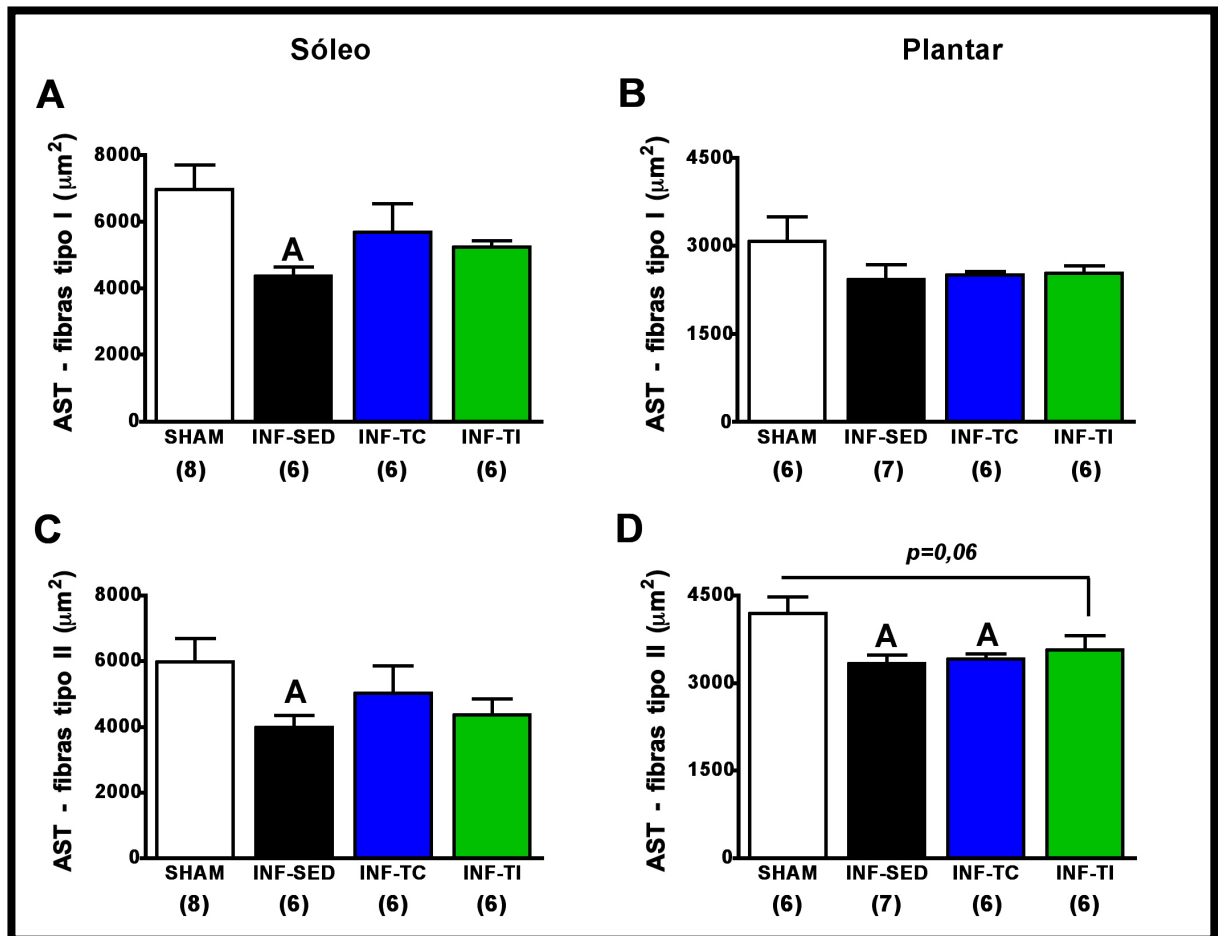 Sóleo
Plantar
A
B
AST - fibras tipo I (μm²)
8000
6000
4000
2000
0
A
SHAM INF-SED INF-TC INF-TI
(8) (6) (6) (6)
AST - fibras tipo I (μm²)
4500
3000
1500
0
SHAM INF-SED INF-TC INF-TI
(6) (7) (6) (6)
C
D
AST - fibras tipo II (μm²)
8000
6000
4000
2000
0
A
SHAM INF-SED INF-TC INF-TI
(8) (6) (6) (6)
p=0,06
AST - fibras tipo II (μm²)
4500
3000
1500
0
A A
SHAM INF-SED INF-TC INF-TI
(6) (7) (6) (6)